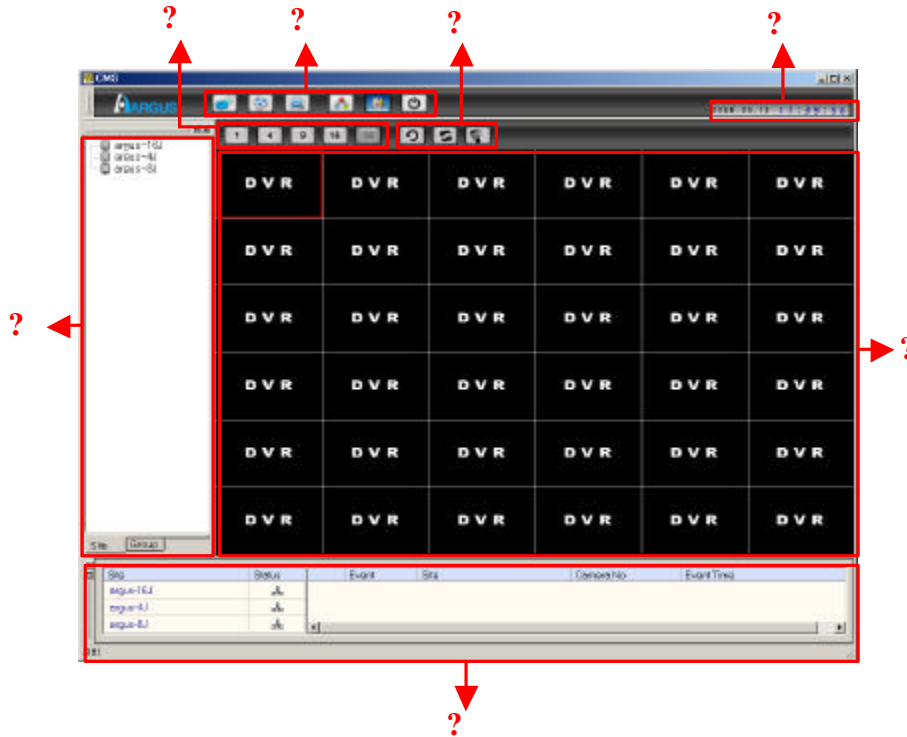 ? ? ? ?
CMS
ARGUS
1 4 9 16
argus-16J
argus-4J
argus-8J
DVR DVR DVR DVR DVR DVR
DVR DVR DVR DVR DVR DVR
? DVR DVR DVR DVR DVR DVR
DVR DVR DVR DVR DVR DVR ?
DVR DVR DVR DVR DVR DVR
DVR DVR DVR DVR DVR DVR
Site Group
Site Status Event Site Camera No Event Time
argus-16J
argus-4J
argus-8J
?